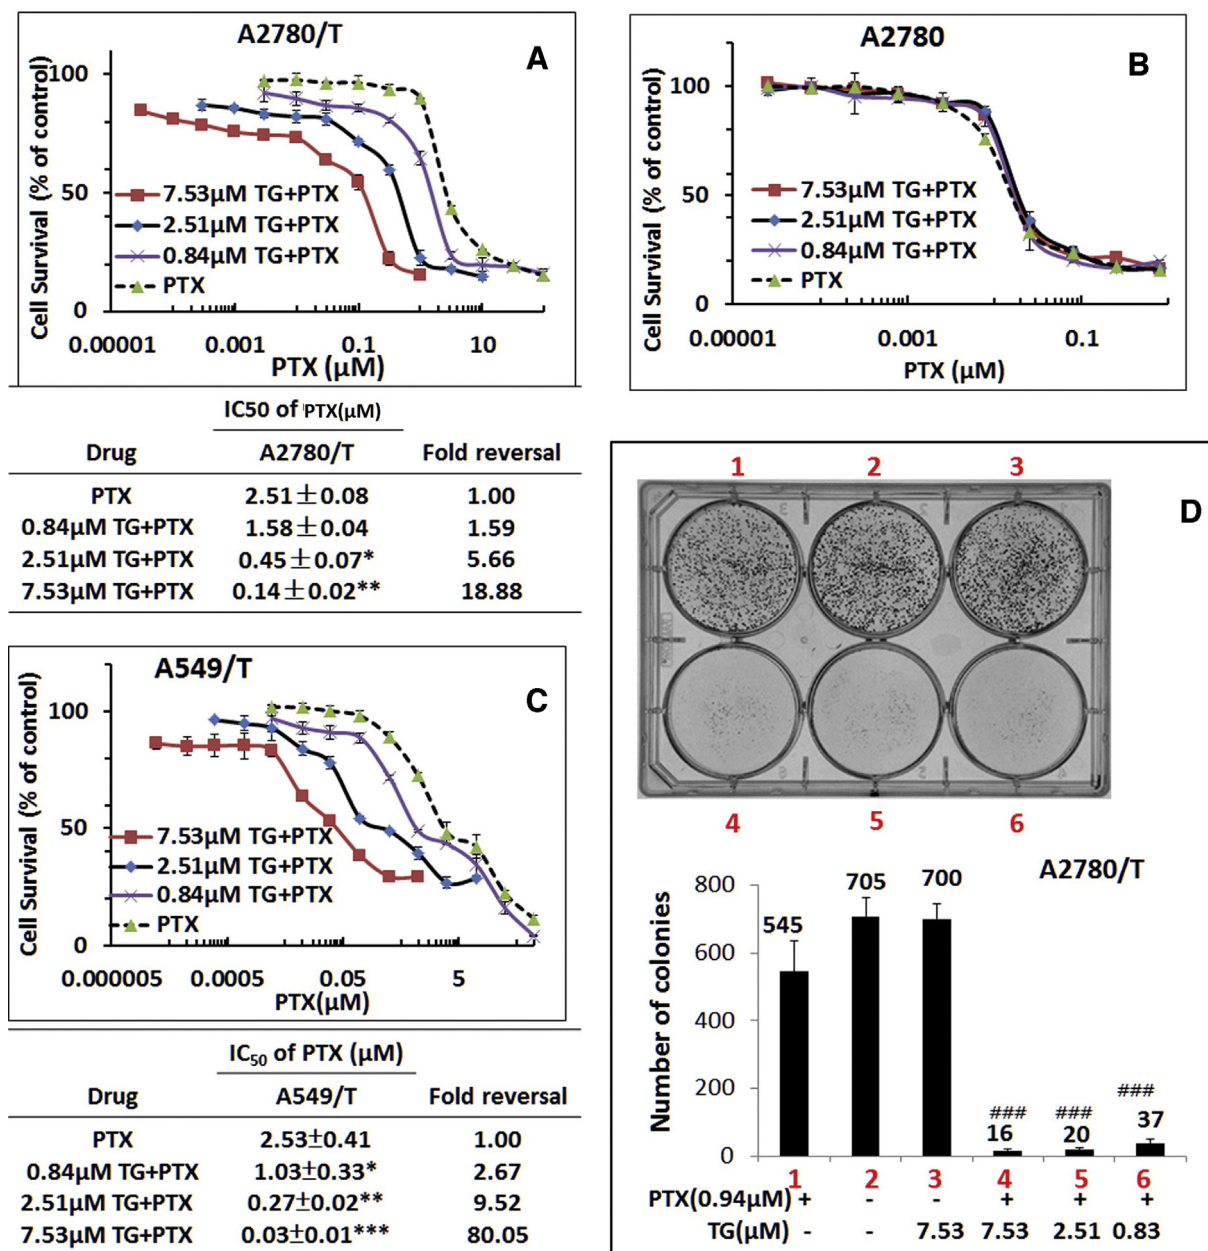 A2780/T
A
Cell Survival (% of control)
100
50
0
7.53μM TG+PTX
2.51μM TG+PTX
0.84μM TG+PTX
PTX
0.00001 0.001 0.1 10
PTX (μM)
A2780
B
Cell Survival (% of control)
100
50
0
7.53μM TG+PTX
2.51μM TG+PTX
0.84μM TG+PTX
PTX
0.00001 0.001 0.1
PTX (μM)
IC50 of PTX(μM)
Drug A2780/T Fold reversal
PTX 2.51±0.08 1.00
0.84μM TG+PTX 1.58±0.04 1.59
2.51μM TG+PTX 0.45±0.07* 5.66
7.53μM TG+PTX 0.14±0.02** 18.88
A549/T
C
Cell Survival (% of control)
100
50
0
7.53μM TG+PTX
2.51μM TG+PTX
0.84μM TG+PTX
PTX
0.000005 0.0005 0.05 5
PTX(μM)
IC50 of PTX (μM)
Drug A549/T Fold reversal
PTX 2.53±0.41 1.00
0.84μM TG+PTX 1.03±0.33* 2.67
2.51μM TG+PTX 0.27±0.02** 9.52
7.53μM TG+PTX 0.03±0.01*** 80.05
1 2 3
D
4 5 6
A2780/T
Number of colonies
800
600
400
200
0
545 705 700
### ### ###
16 20 37
1 2 3 4 5 6
PTX(0.94μM) + - - + + +
TG(μM) - - 7.53 7.53 2.51 0.83